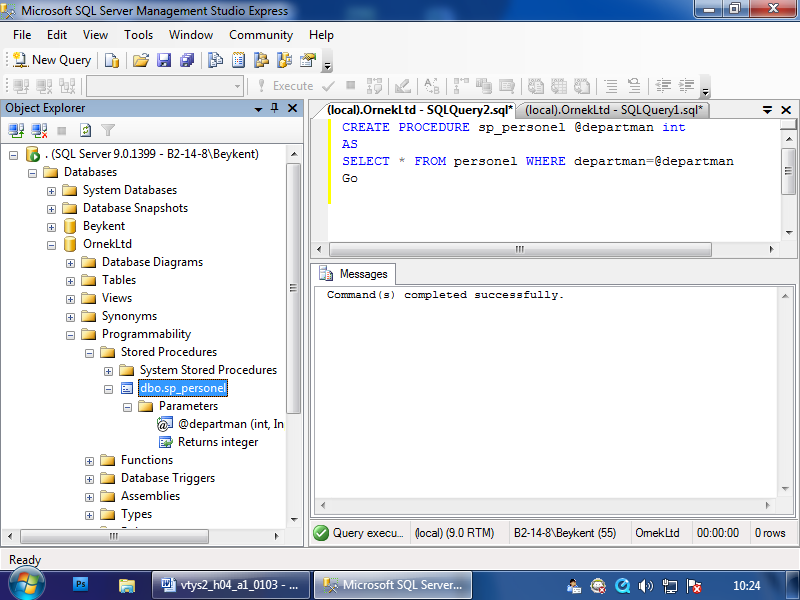 Microsoft SQL Server Management Studio Express
File Edit View Tools Window Community Help
New Query
Execute
Object Explorer
. (SQL Server 9.0.1399 - B2-14-8\Beykent)
Databases
System Databases
Database Snapshots
Beykent
OrnekLtd
Database Diagrams
Tables
Views
Synonyms
Programmability
Stored Procedures
System Stored Procedures
dbo.sp_personel
Parameters
@departman (int, In
Returns integer
Functions
Database Triggers
Assemblies
Types
(local).OrnekLtd - SQLQuery2.sql* (local).OrnekLtd - SQLQuery1.sql*
CREATE PROCEDURE sp_personel @departman int
AS
SELECT * FROM personel WHERE departman=@departman
Go
Messages
Command(s) completed successfully.
Query execu... (local) (9.0 RTM) B2-14-8\Beykent (55) OrnekLtd 00:00:00 0 rows
Ready
Ps vtys2_h04_a1_0103 - ... Microsoft SQL Server... 10:24